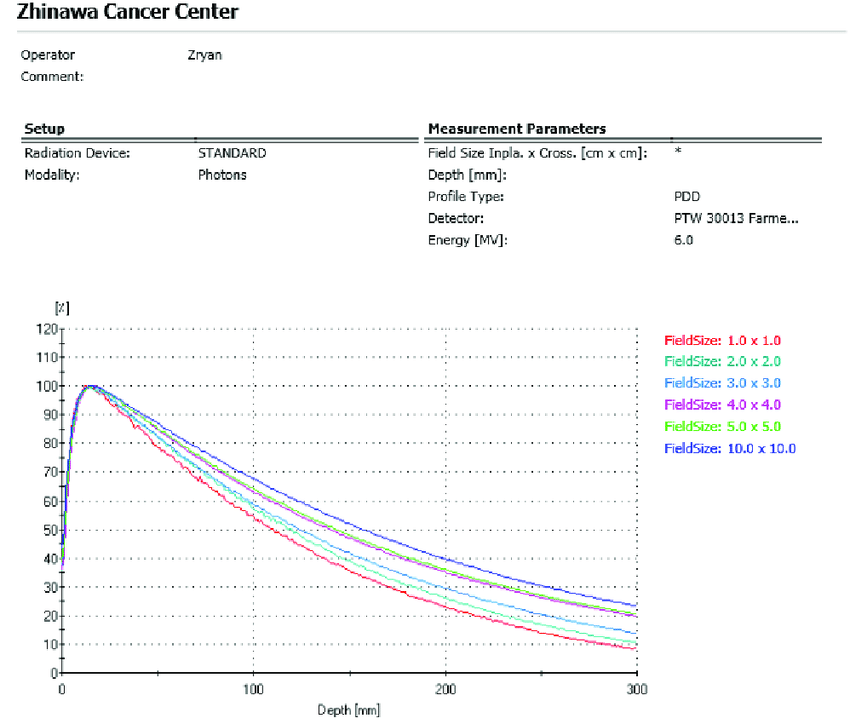 Zhinawa Cancer Center
Operator Zryan
Comment:
Setup
Radiation Device: STANDARD
Modality: Photons
Measurement Parameters
Field Size Inpla. x Cross. [cm x cm]: *
Depth [mm]:
Profile Type: PDD
Detector: PTW 30013 Farme...
Energy [MV]: 6.0
[%]
120
110
100
90
80
70
60
50
40
30
20
10
0
0 100 200 300
Depth [mm]
FieldSize: 1.0 x 1.0
FieldSize: 2.0 x 2.0
FieldSize: 3.0 x 3.0
FieldSize: 4.0 x 4.0
FieldSize: 5.0 x 5.0
FieldSize: 10.0 x 10.0